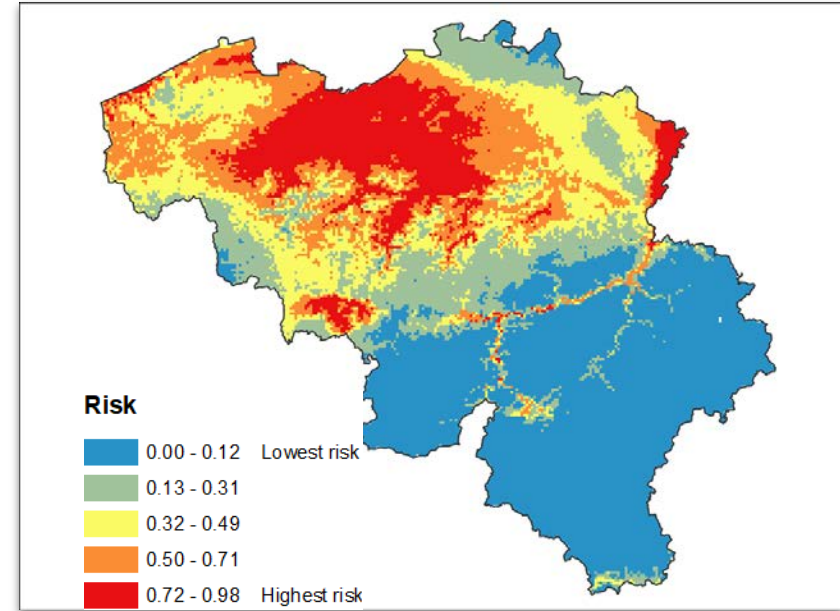 Risk
0.00 - 0.12 Lowest risk
0.13 - 0.31
0.32 - 0.49
0.50 - 0.71
0.72 - 0.98 Highest risk